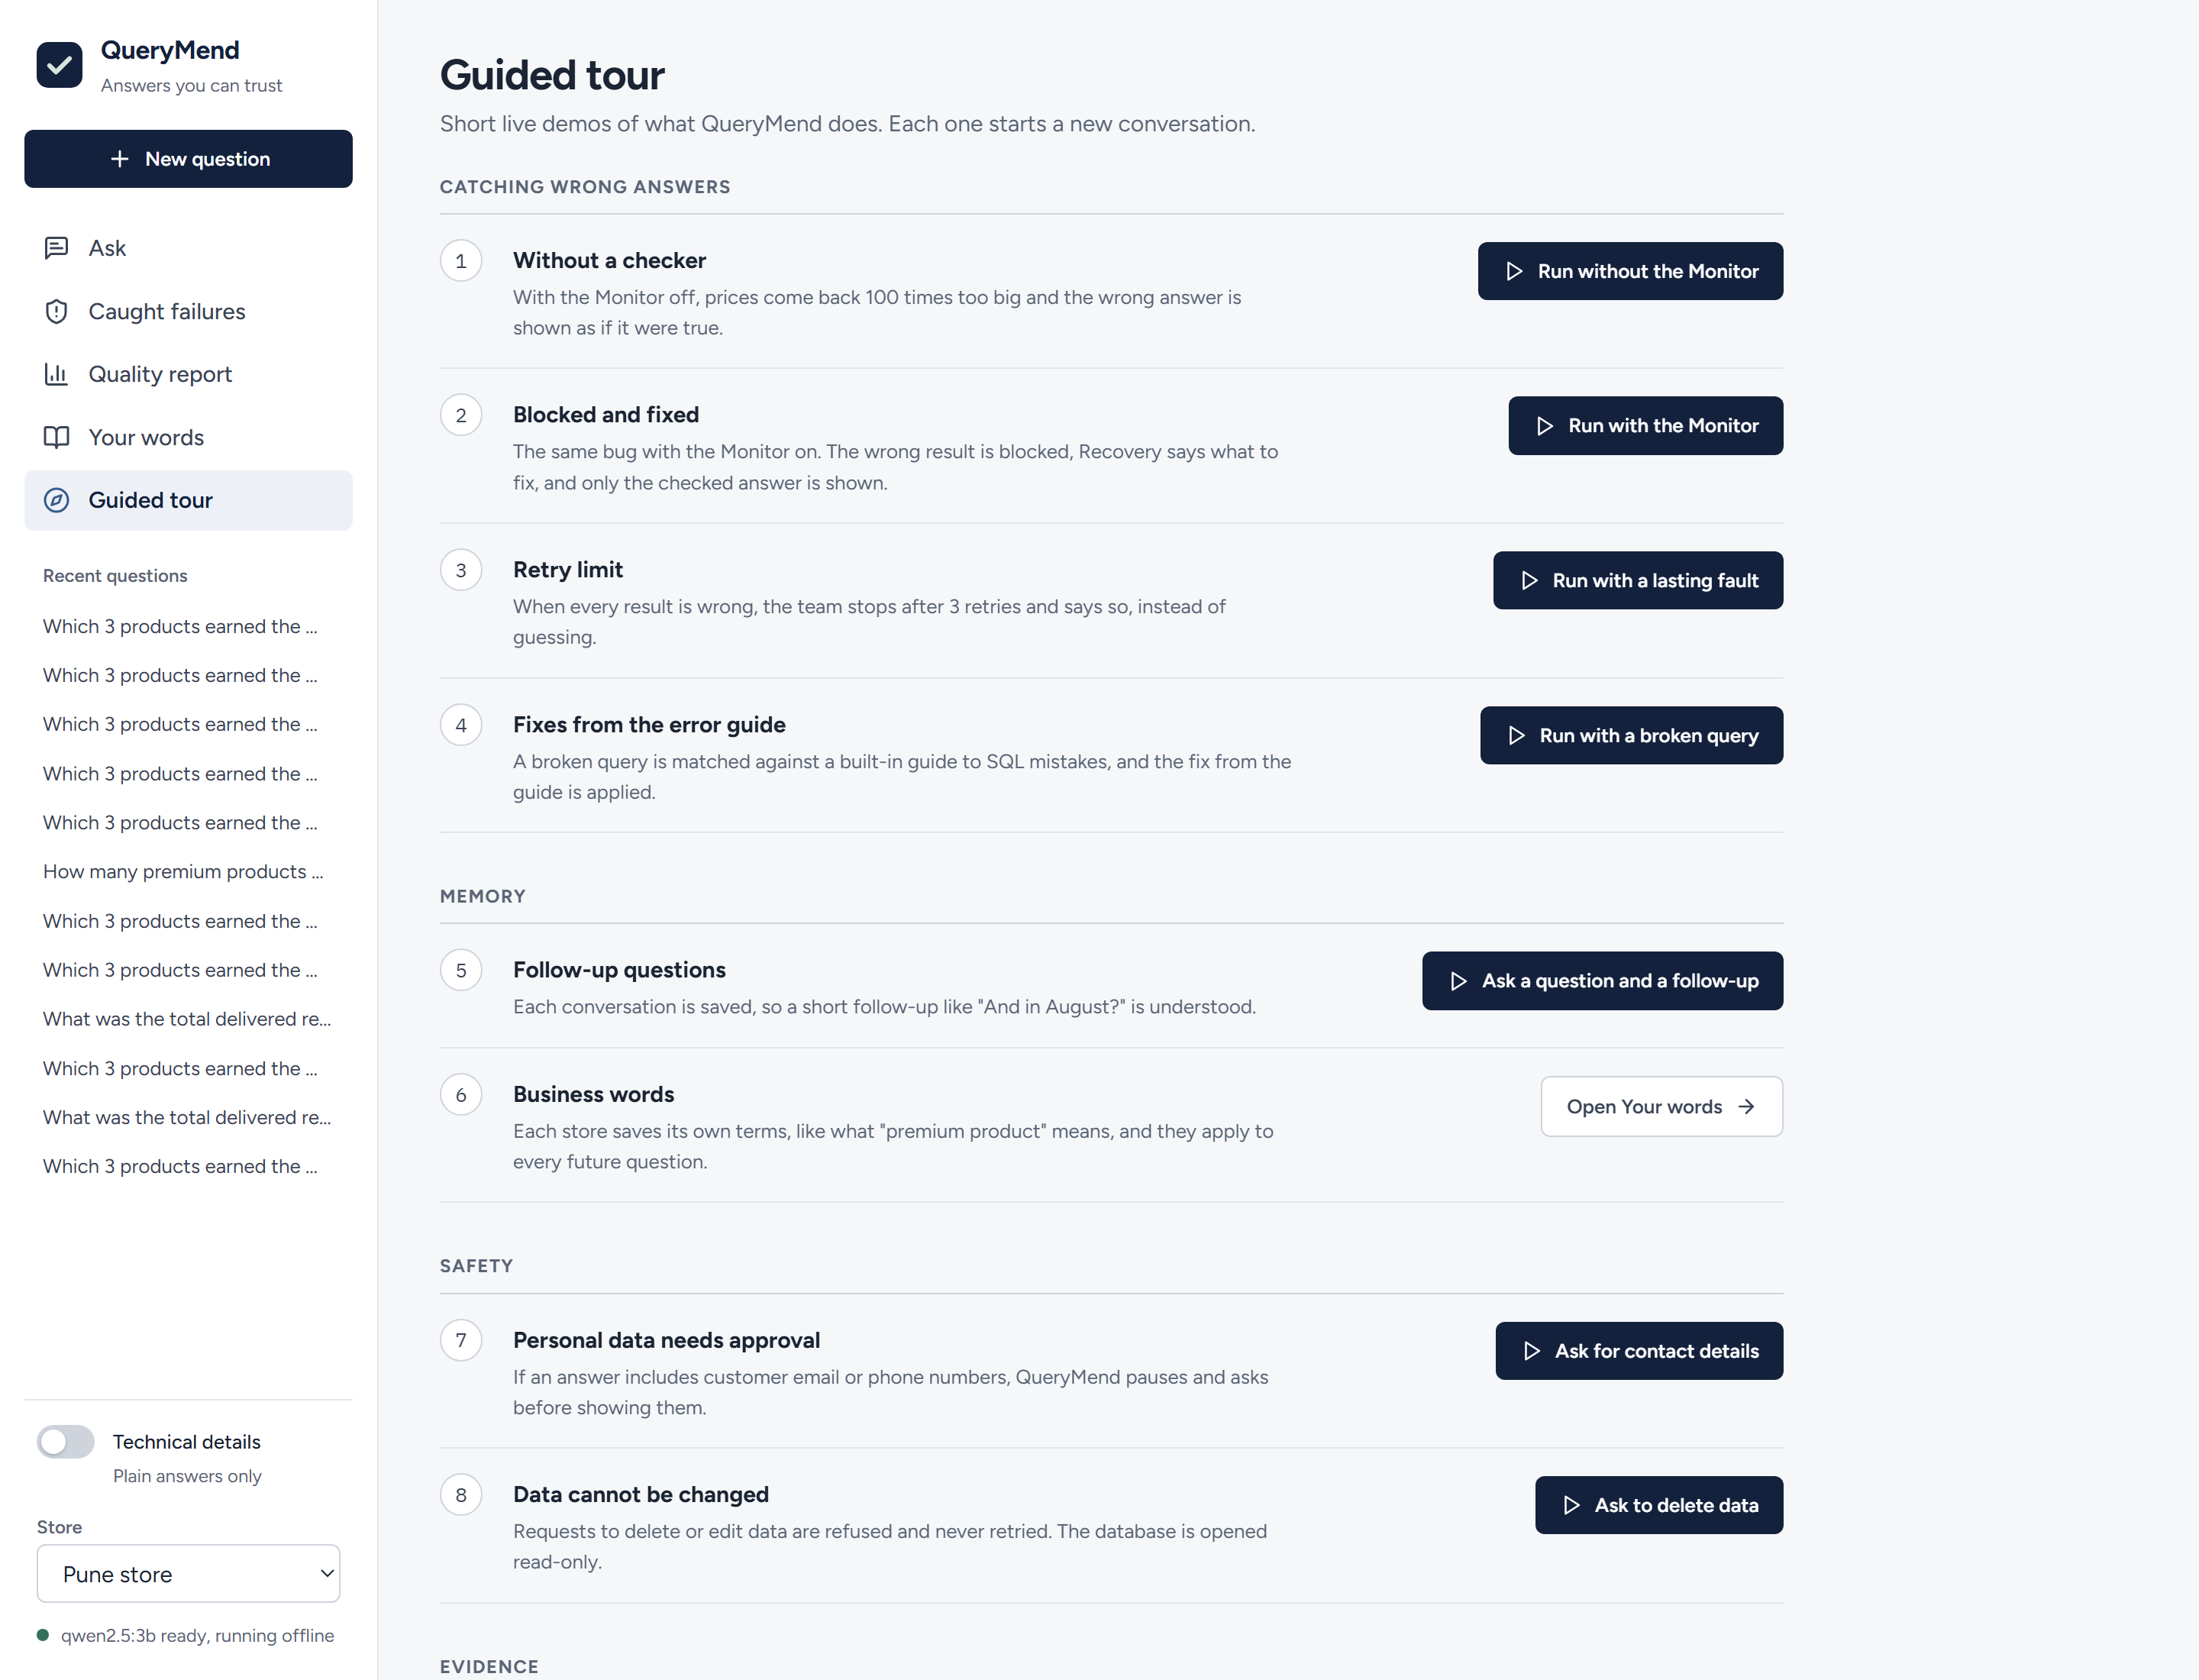 QueryMend
Answers you can trust
New question
Ask
Caught failures
Quality report
Your words
Guided tour
Recent questions
Which 3 products earned the ...
Which 3 products earned the ...
Which 3 products earned the ...
Which 3 products earned the ...
Which 3 products earned the ...
How many premium products ...
Which 3 products earned the ...
Which 3 products earned the ...
What was the total delivered re...
Which 3 products earned the ...
What was the total delivered re...
Which 3 products earned the ...
Technical details
Plain answers only
Store
Pune store
qwen2.5:3b ready, running offline
Guided tour
Short live demos of what QueryMend does. Each one starts a new conversation.
CATCHING WRONG ANSWERS
1
Without a checker
With the Monitor off, prices come back 100 times too big and the wrong answer is
shown as if it were true.
Run without the Monitor
2
Blocked and fixed
The same bug with the Monitor on. The wrong result is blocked, Recovery says what to
fix, and only the checked answer is shown.
Run with the Monitor
3
Retry limit
When every result is wrong, the team stops after 3 retries and says so, instead of
guessing.
Run with a lasting fault
4
Fixes from the error guide
A broken query is matched against a built-in guide to SQL mistakes, and the fix from the
guide is applied.
Run with a broken query
MEMORY
5
Follow-up questions
Each conversation is saved, so a short follow-up like "And in August?" is understood.
Ask a question and a follow-up
6
Business words
Each store saves its own terms, like what "premium product" means, and they apply to
every future question.
Open Your words
SAFETY
7
Personal data needs approval
If an answer includes customer email or phone numbers, QueryMend pauses and asks
before showing them.
Ask for contact details
8
Data cannot be changed
Requests to delete or edit data are refused and never retried. The database is opened
read-only.
Ask to delete data
EVIDENCE